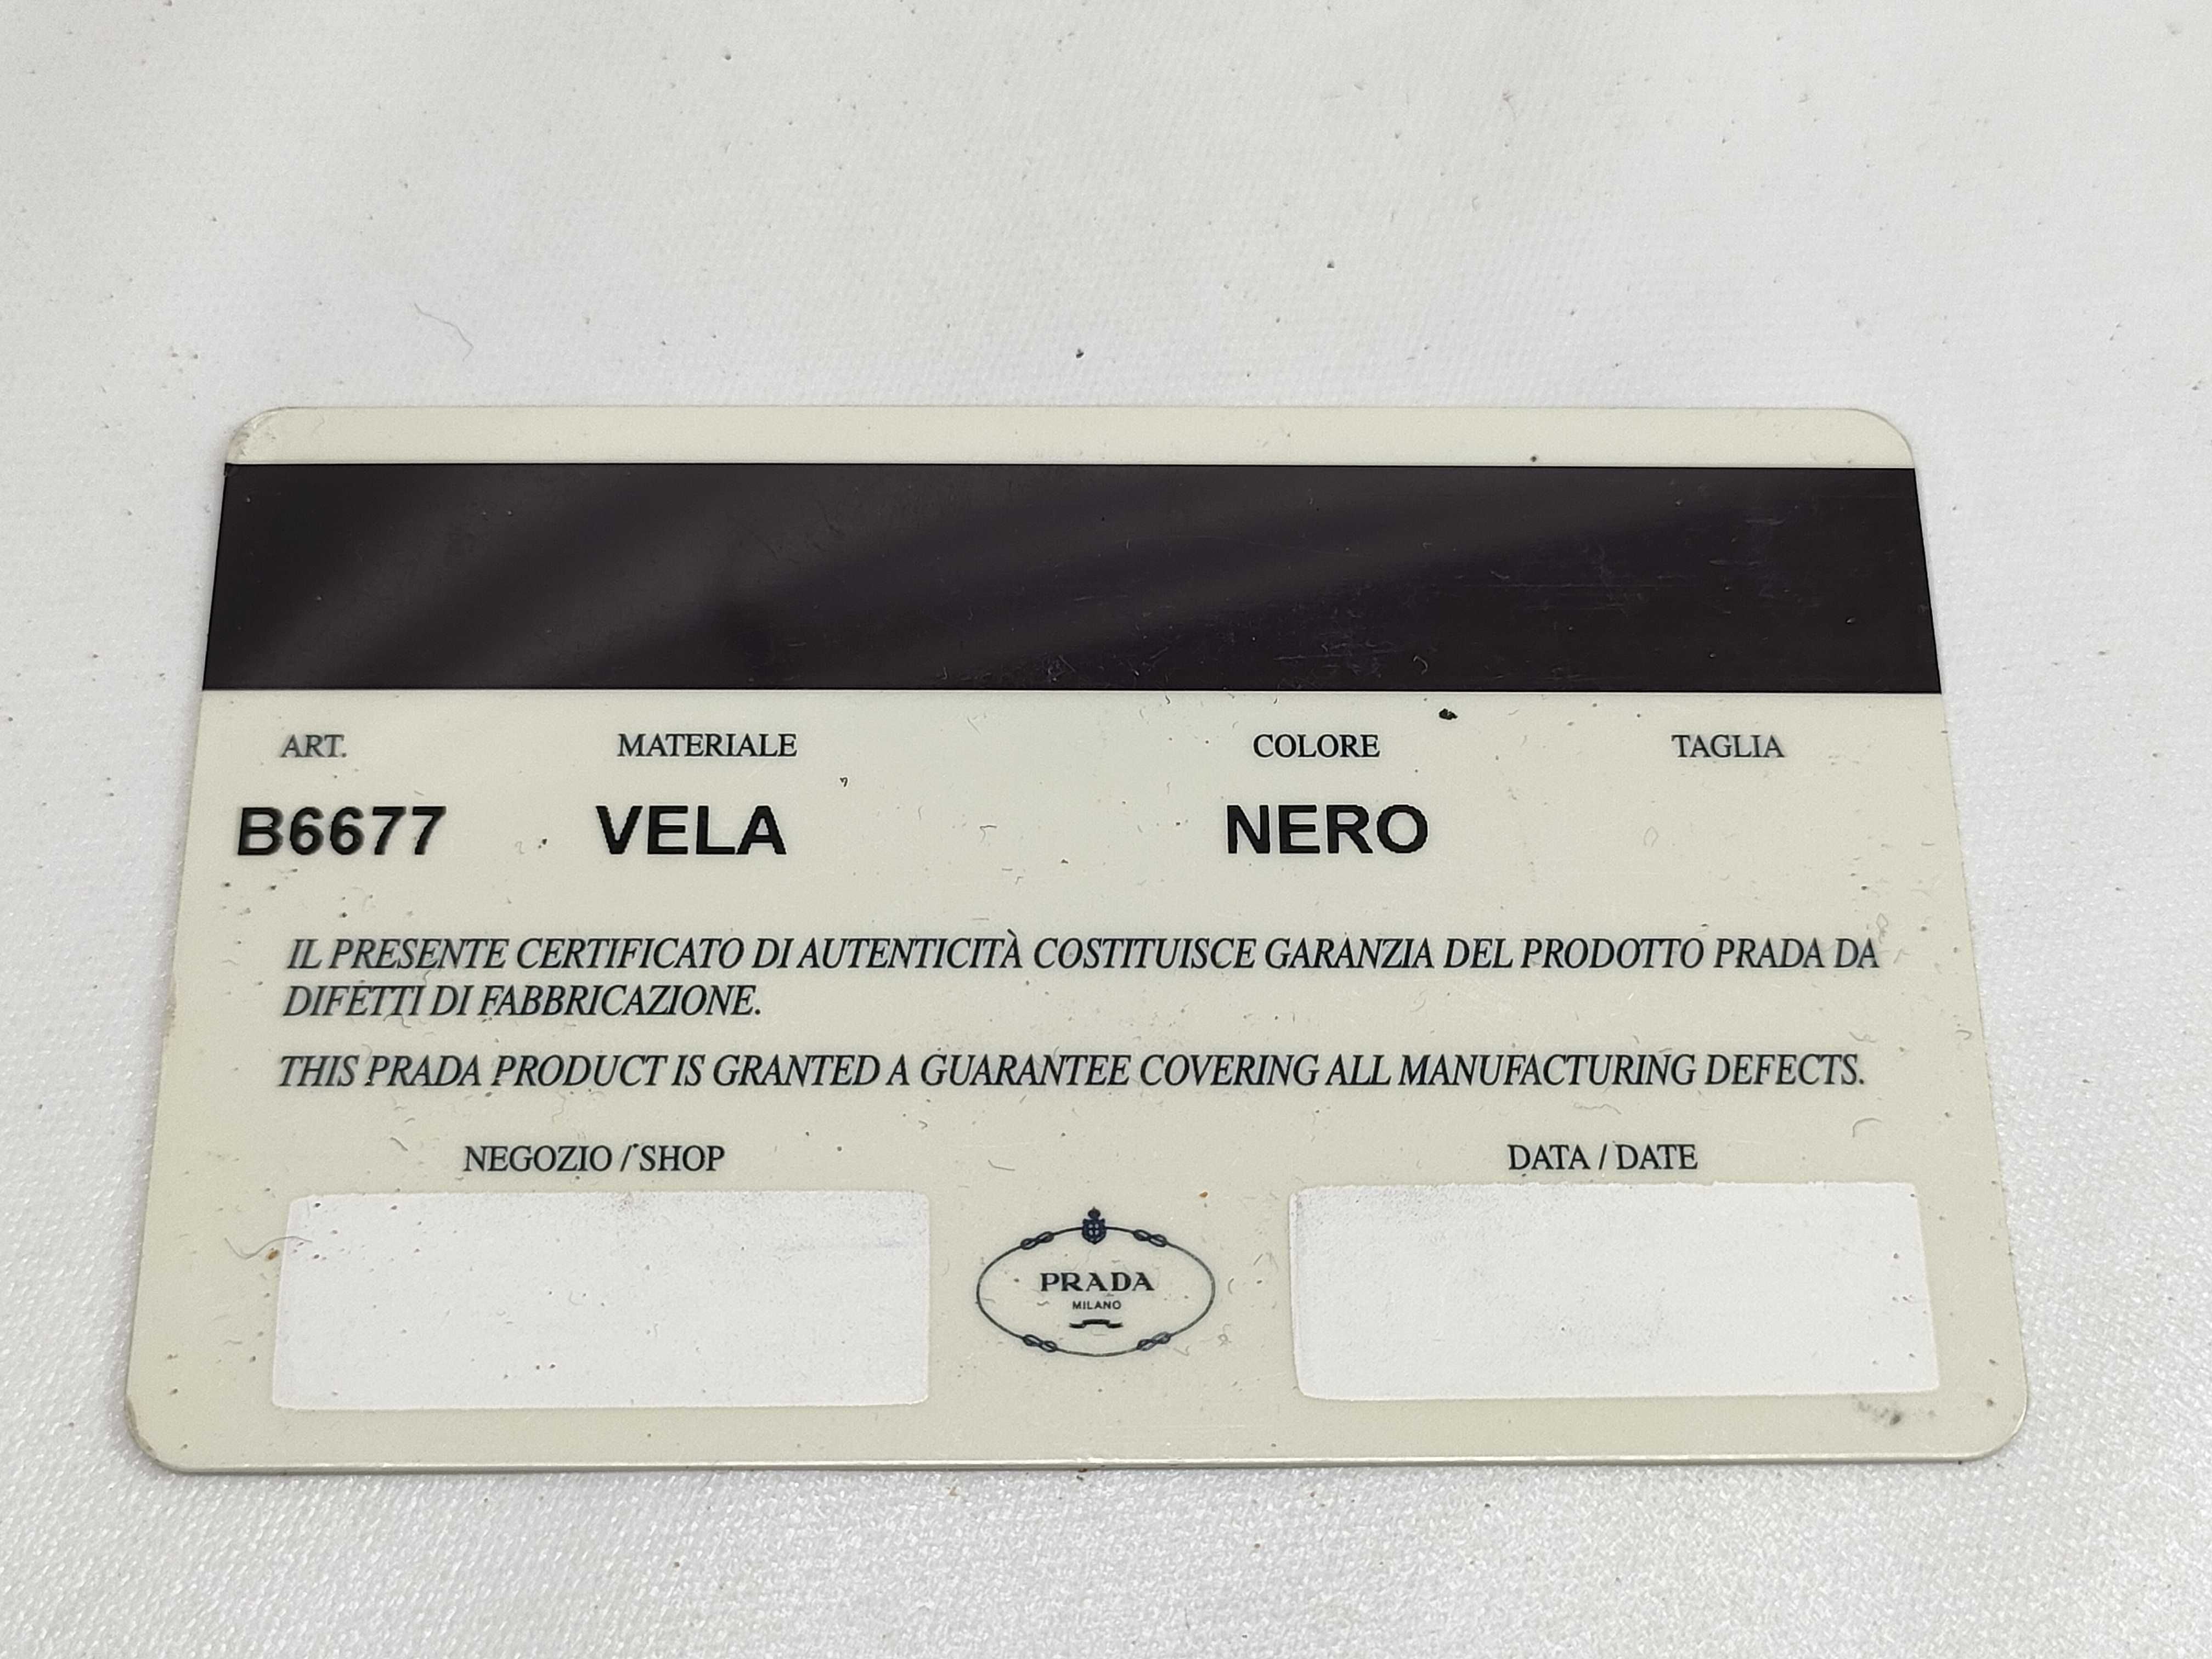 ART. MATERIALE COLORE TAGLIA
B6677 VELA NERO
IL PRESENTE CERTIFICATO DI AUTENTICITÀ COSTITUISCE GARANZIA DEL PRODOTTO PRADA DA
DIFETTI DI FABBRICAZIONE.
THIS PRADA PRODUCT IS GRANTED A GUARANTEE COVERING ALL MANUFACTURING DEFECTS.
NEGOZIO / SHOP DATA / DATE
PRADA
MILANO